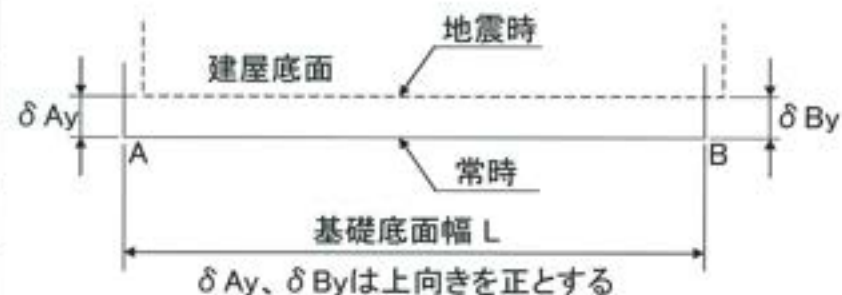 地震時
建屋底面
δ Ay
δ By
A
B
常時
基礎底面幅 L
δ Ay、δ Byは上向きを正とする